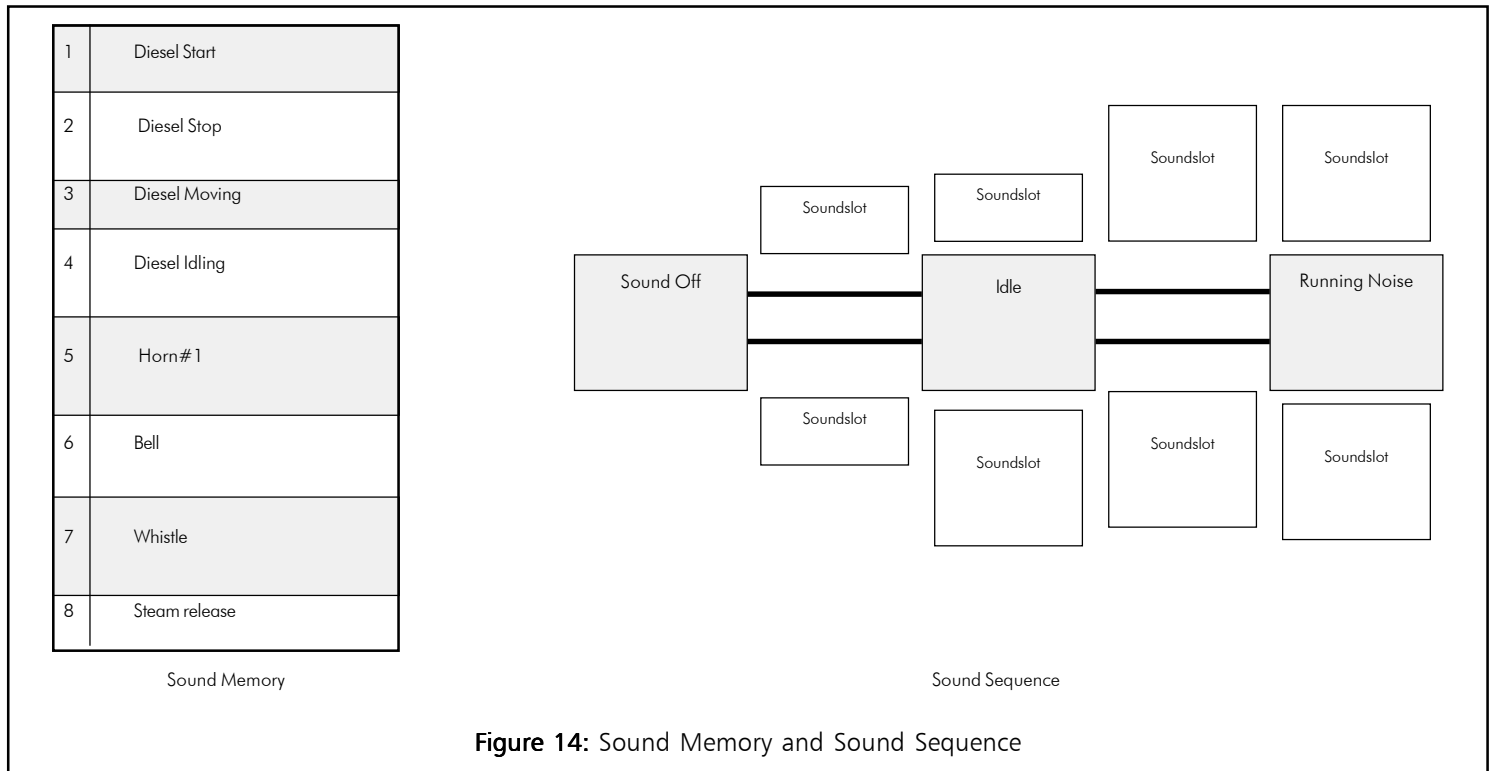 1 Diesel Start
2 Diesel Stop
3 Diesel Moving
4 Diesel Idling
5 Horn#1
6 Bell
7 Whistle
8 Steam release
Sound Memory
Soundslot
Soundslot
Soundslot
Soundslot
Sound Off
Idle
Running Noise
Soundslot
Soundslot
Soundslot
Soundslot
Sound Sequence
Figure 14: Sound Memory and Sound Sequence